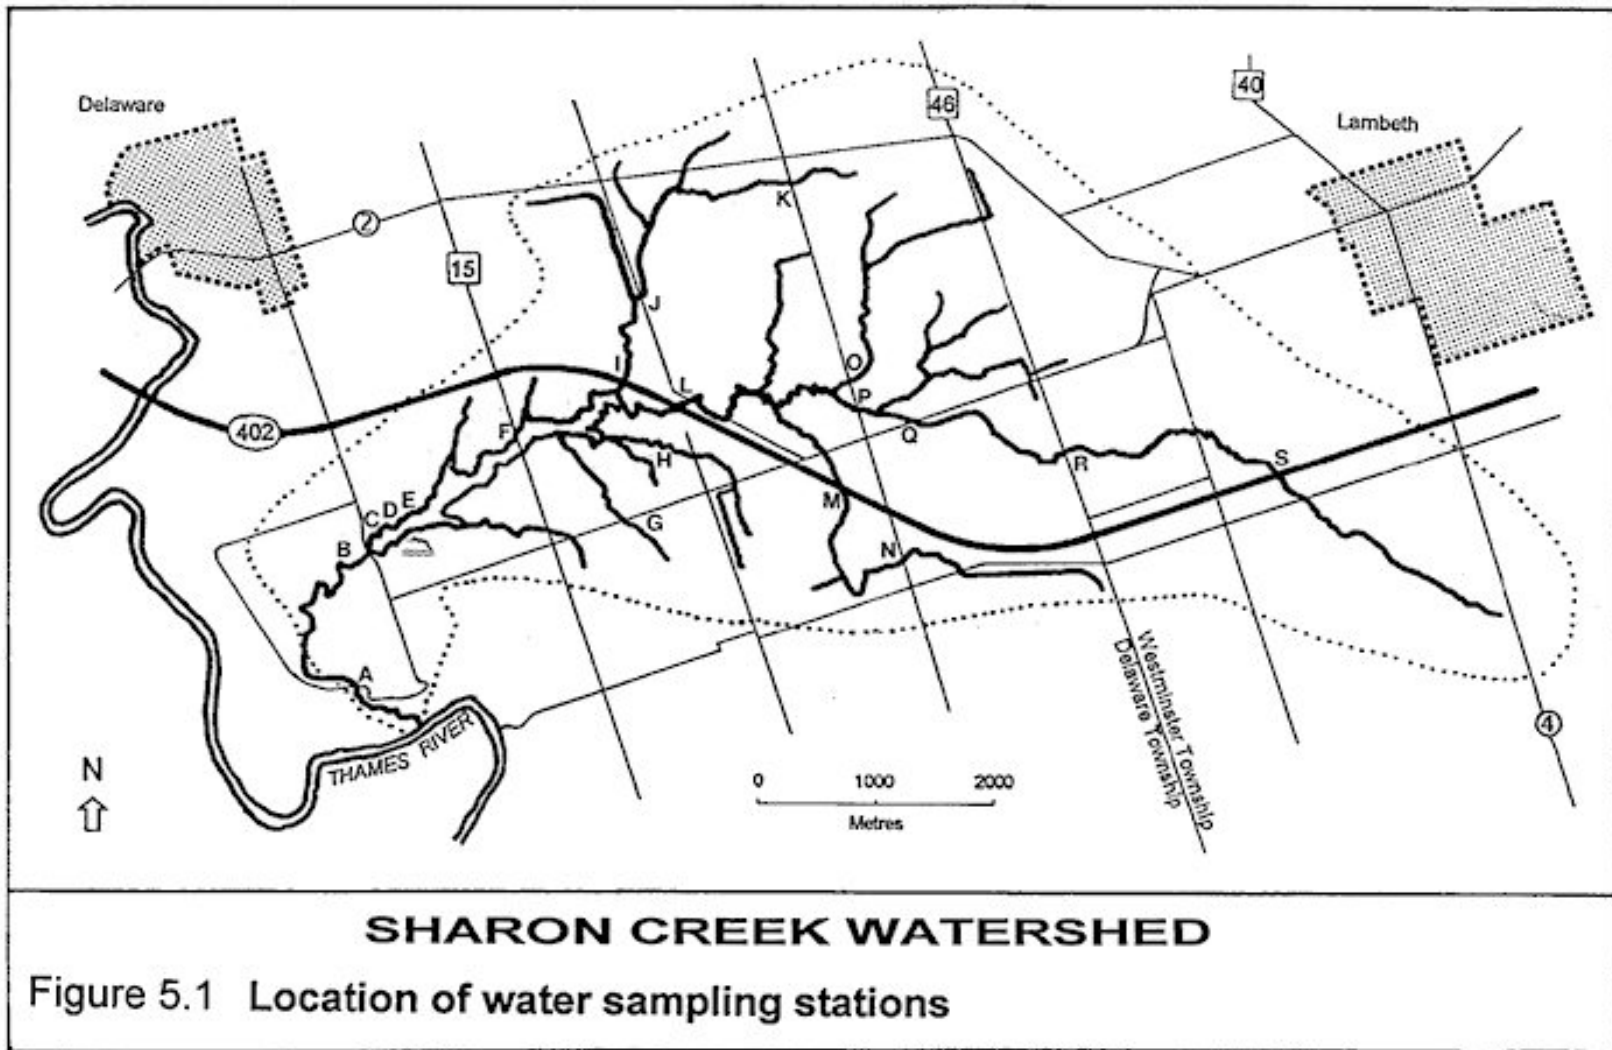 Delaware
46
40
Lambeth
K
2
15
J
I
L
O
P
402
F
Q
H
R
S
E
D
C
M
G
B
N
A
Westminster Township
Delaware Township
4
THAMES RIVER
N
0 1000 2000
Metres
SHARON CREEK WATERSHED
Figure 5.1 Location of water sampling stations